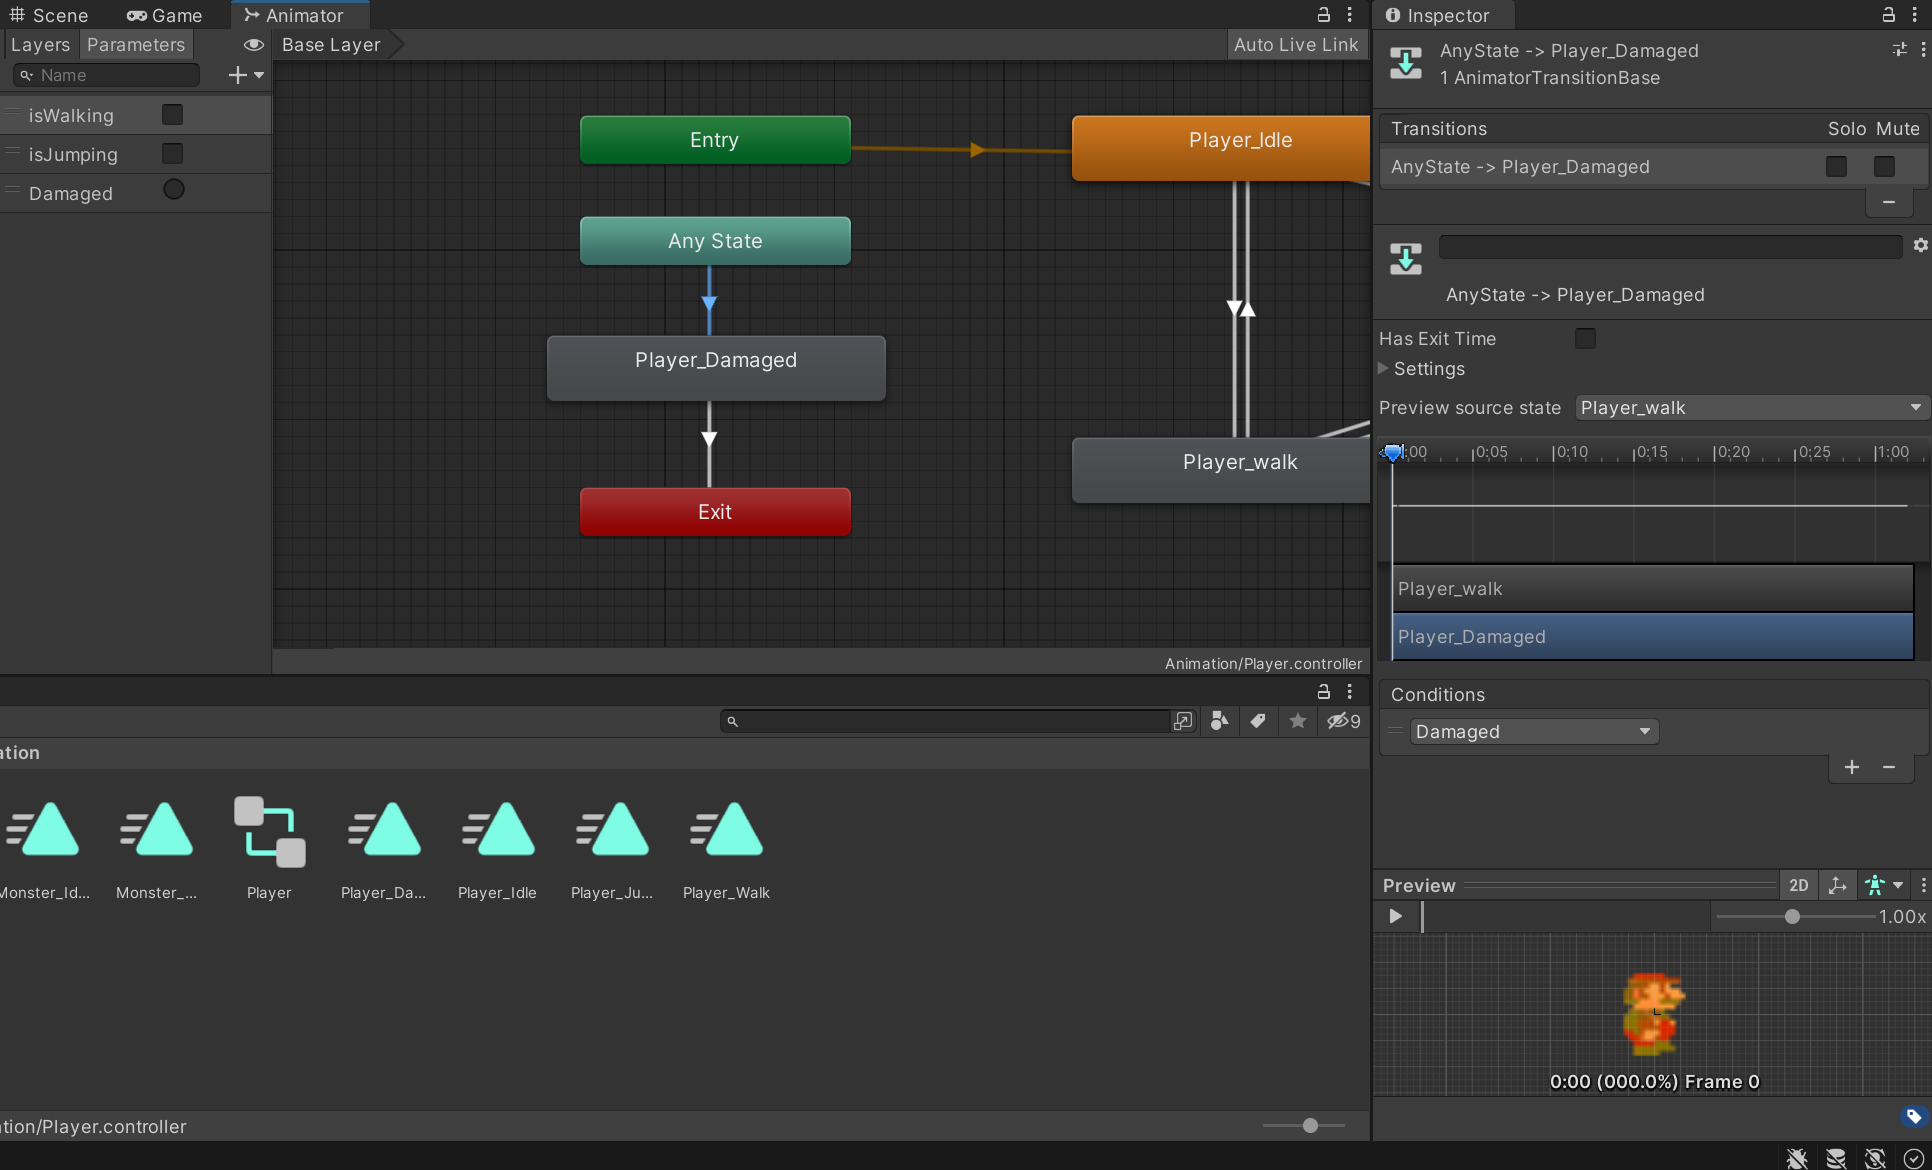 Scene
Game
Animator
Layers
Parameters
Base Layer
Auto Live Link
Name
isWalking
isJumping
Damaged
Entry
Player_Idle
Any State
Player_Damaged
Player_walk
Exit
Animation/Player.controller
9
ation
Monster_Id...
Monster_...
Player
Player_Da...
Player_Idle
Player_Ju...
Player_Walk
tion/Player.controller
Inspector
AnyState -> Player_Damaged
1 AnimatorTransitionBase
Transitions
Solo
Mute
AnyState -> Player_Damaged
AnyState -> Player_Damaged
Has Exit Time
Settings
Preview source state
Player_walk
:00
0:05
0:10
0:15
0:20
0:25
1:00
Player_walk
Player_Damaged
Conditions
Damaged
Preview
2D
1.00x
0:00 (000.0%) Frame 0